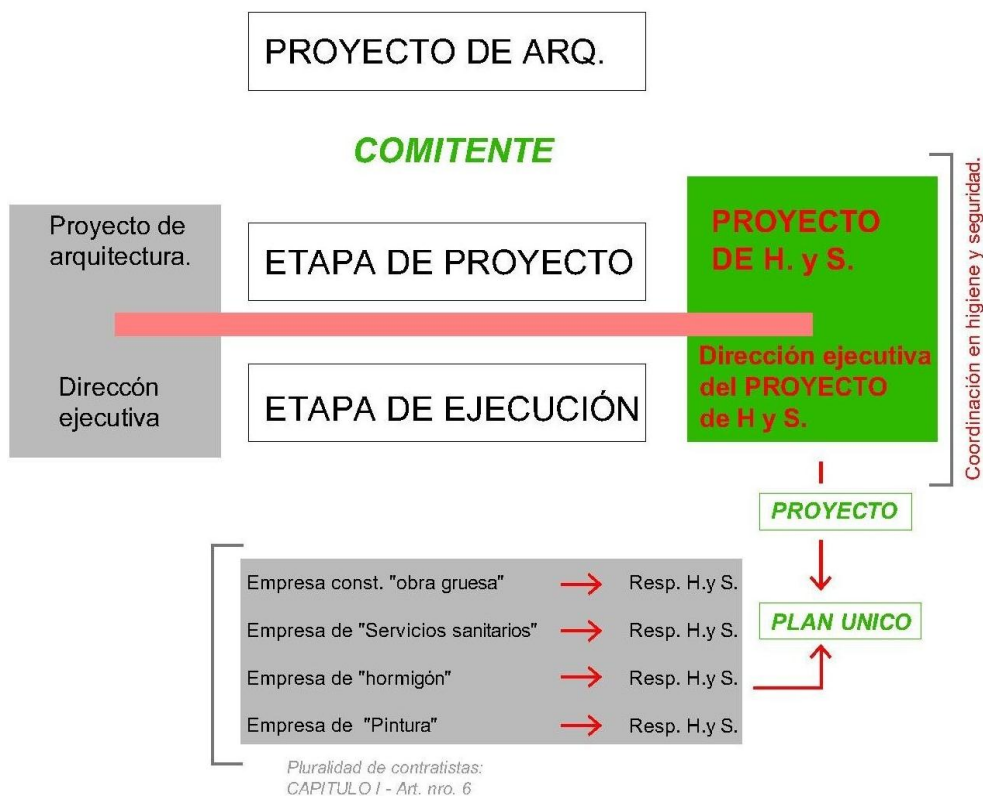 PROYECTO DE ARQ.
COMITENTE
Proyecto de
arquitectura.
ETAPA DE PROYECTO
PROYECTO
DE H. y S.
Coordinación en higiene y seguridad.
Direccón
ejecutiva
ETAPA DE EJECUCIÓN
Dirección ejecutiva
del PROYECTO
de H y S.
PROYECTO
Empresa const. "obra gruesa" Resp. H.y S.
Empresa de "Servicios sanitarios" Resp. H.y S.
PLAN UNICO
Empresa de "hormigón" Resp. H.y S.
Empresa de "Pintura" Resp. H.y S.
Pluralidad de contratistas:
CAPITULO I - Art. nro. 6